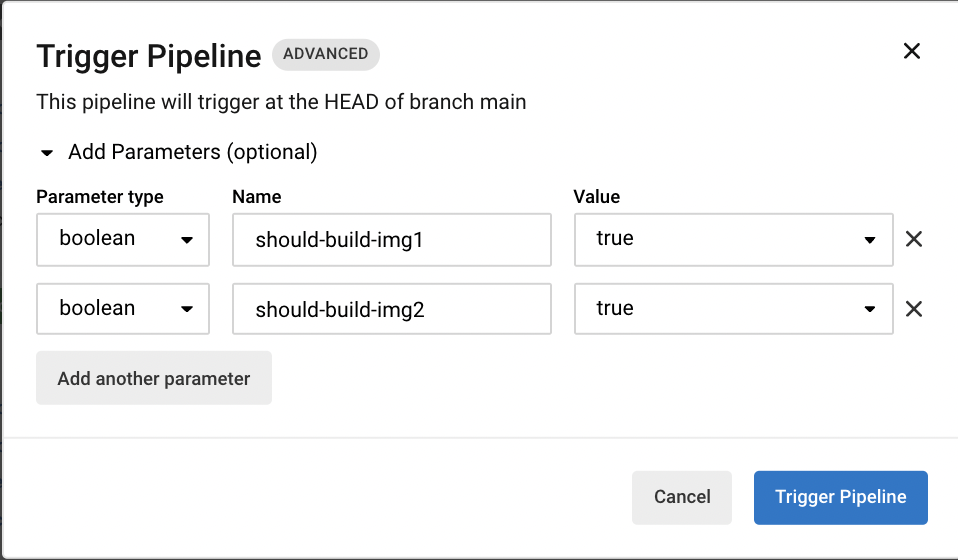 Trigger Pipeline ADVANCED
This pipeline will trigger at the HEAD of branch main
Add Parameters (optional)
Parameter type Name Value
boolean should-build-img1 true
boolean should-build-img2 true
Add another parameter
Cancel Trigger Pipeline